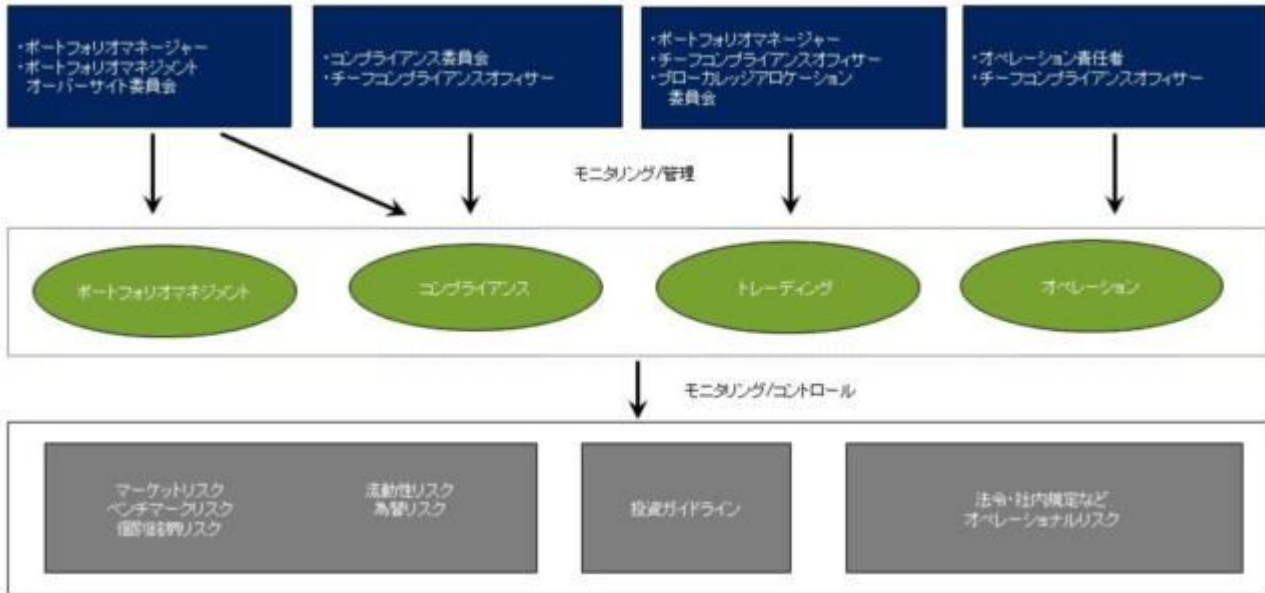 ・ポートフォリオマネージャー
・ポートフォリオマネジメント
オーバーサイト委員会
・コンプライアンス委員会
・チーフコンプライアンスオフィサー
・ポートフォリオマネージャー
・チーフコンプライアンスオフィサー
・ブローカレッジアロケーション
委員会
・オペレーション責任者
・チーフコンプライアンスオフィサー
モニタリング/管理
ポートフォリオマネジメント
コンプライアンス
トレーディング
オペレーション
モニタリング/コントロール
マーケットリスク
ベンチマークリスク
個別銘柄リスク
流動性リスク
為替リスク
投資ガイドライン
法令・社内規定など
オペレーショナルリスク